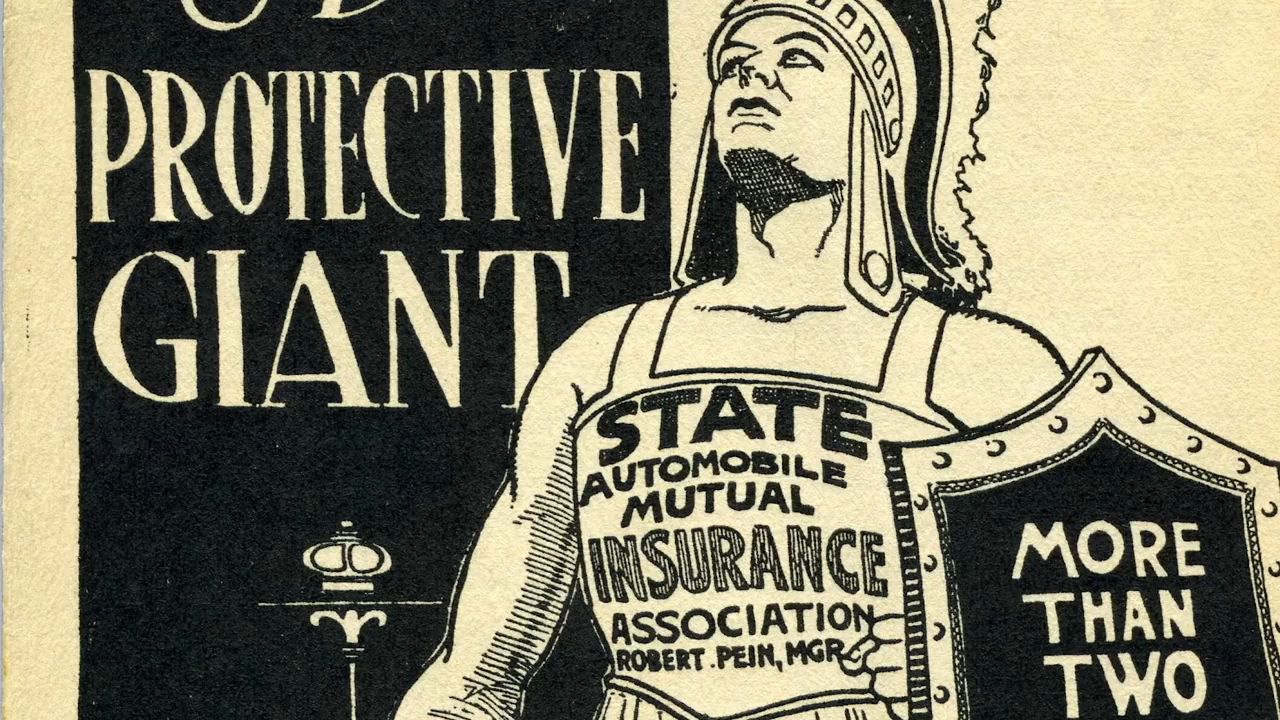 PROTECTIVE
GIANT
STATE
AUTOMOBILE
MUTUAL
INSURANCE
ASSOCIATION
ROBERT. PEIN, MGR.
MORE
THAN
TWO